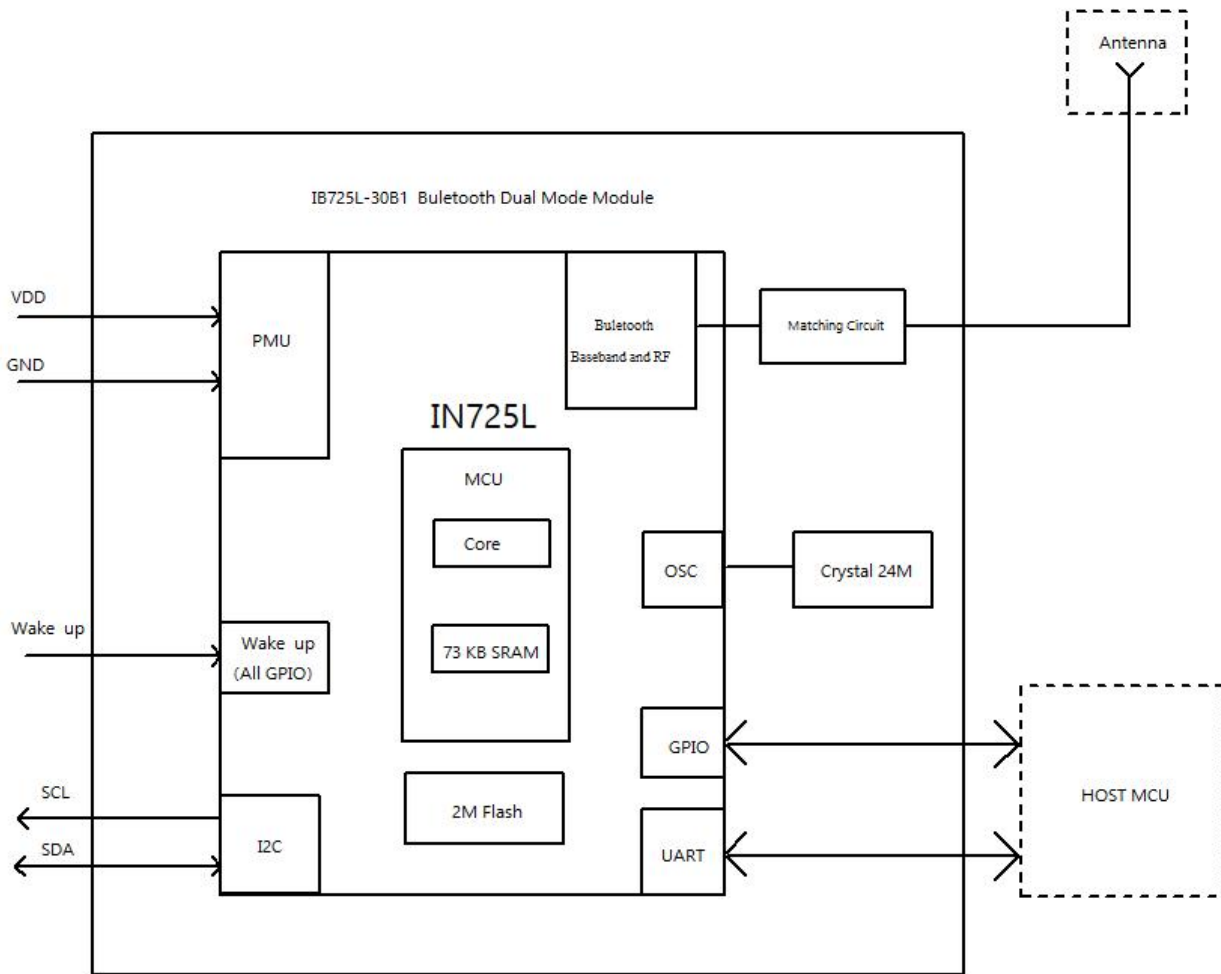 Antenna
IB725L-30B1 Buletooth Dual Mode Module
VDD
GND
PMU
Buletooth
Baseband and RF
Matching Circuit
IN725L
MCU
Core
73 KB SRAM
OSC
Crystal 24M
Wake up
Wake up
(All GPIO)
GPIO
HOST MCU
2M Flash
SCL
SDA
I2C
UART